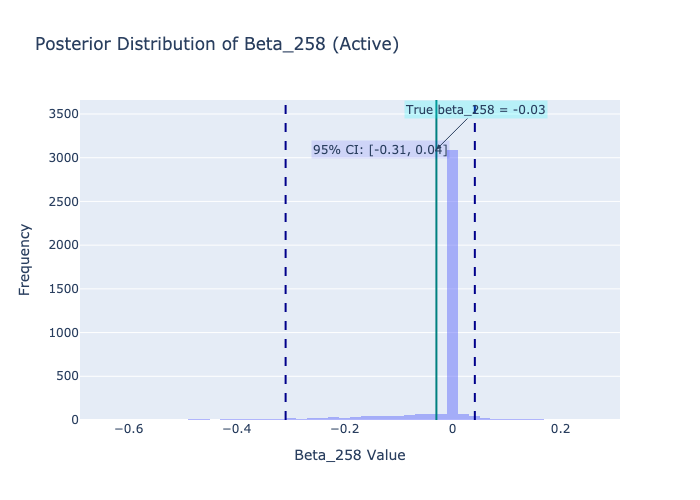 Posterior Distribution of Beta_258 (Active)
True beta_258 = -0.03
95% CI: [-0.31, 0.04]
3500
3000
2500
2000
1500
1000
500
0
Frequency
−0.6
−0.4
−0.2
0
0.2
Beta_258 Value